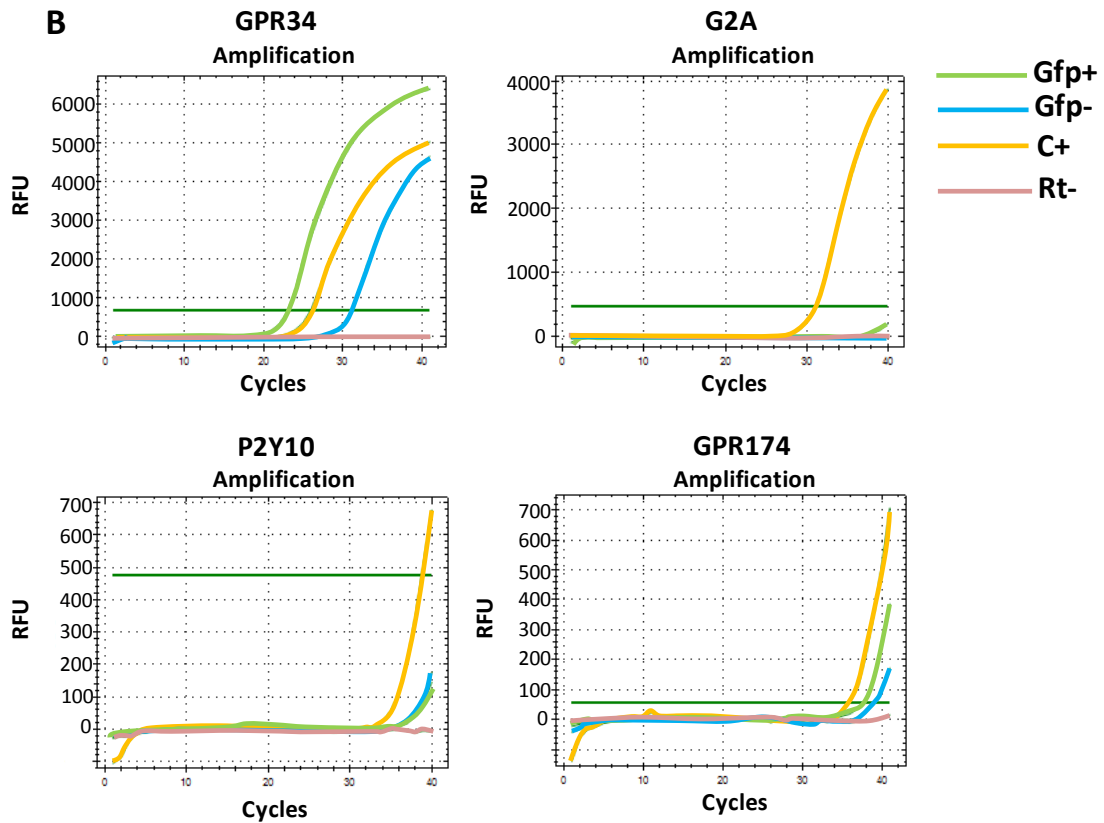 B
GPR34
Amplification
RFU
6000
5000
4000
3000
2000
1000
0
0 10 20 30 40
Cycles
G2A
Amplification
RFU
4000
3000
2000
1000
0
0 10 20 30 40
Cycles
Gfp+
Gfp-
C+
Rt-
P2Y10
Amplification
RFU
700
600
500
400
300
200
100
0
0 10 20 30 40
Cycles
GPR174
Amplification
RFU
700
600
500
400
300
200
100
0
0 10 20 30 40
Cycles